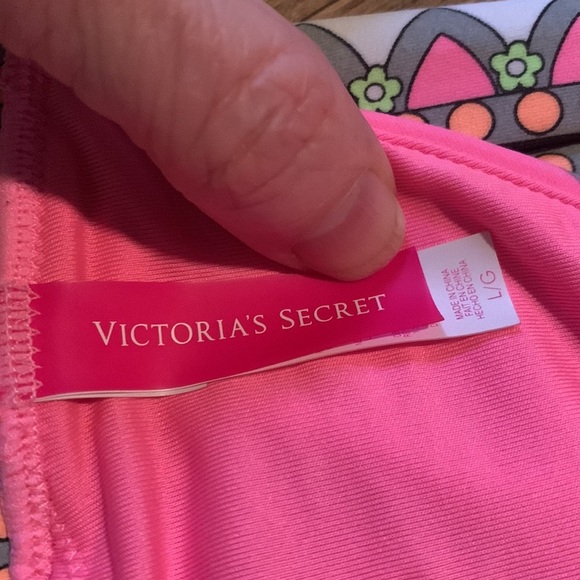 VICTORIA'S SECRET
MADE IN CHINA
FAIT EN CHINE
HECHO EN CHINA
L/G